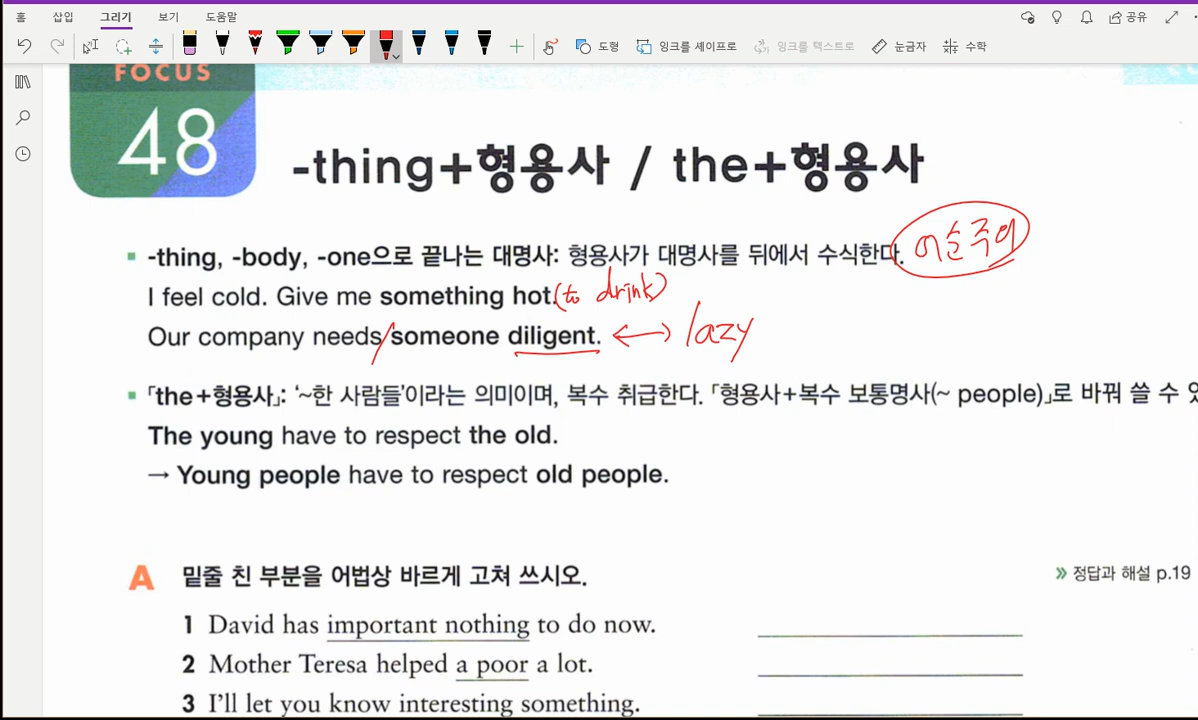 홈 삽입 그리기 보기 도움말
공유
도형 잉크를 셰이프로 잉크를 텍스트로 눈금자 수학
FOCUS
48
-thing+형용사 / the+형용사
어순주의
-thing, -body, -one으로 끝나는 대명사: 형용사가 대명사를 뒤에서 수식한다.
I feel cold. Give me something hot. (to drink)
Our company needs/someone diligent. ↔ lazy
「the+형용사」: ‘~한 사람들’이라는 의미이며, 복수 취급한다. 「형용사+복수 보통명사(~ people)」로 바꿔 쓸 수
The young have to respect the old.
→ Young people have to respect old people.
A 밑줄 친 부분을 어법상 바르게 고쳐 쓰시오.
» 정답과 해설 p.19
1 David has important nothing to do now.
2 Mother Teresa helped a poor a lot.
3 I'll let you know interesting something.